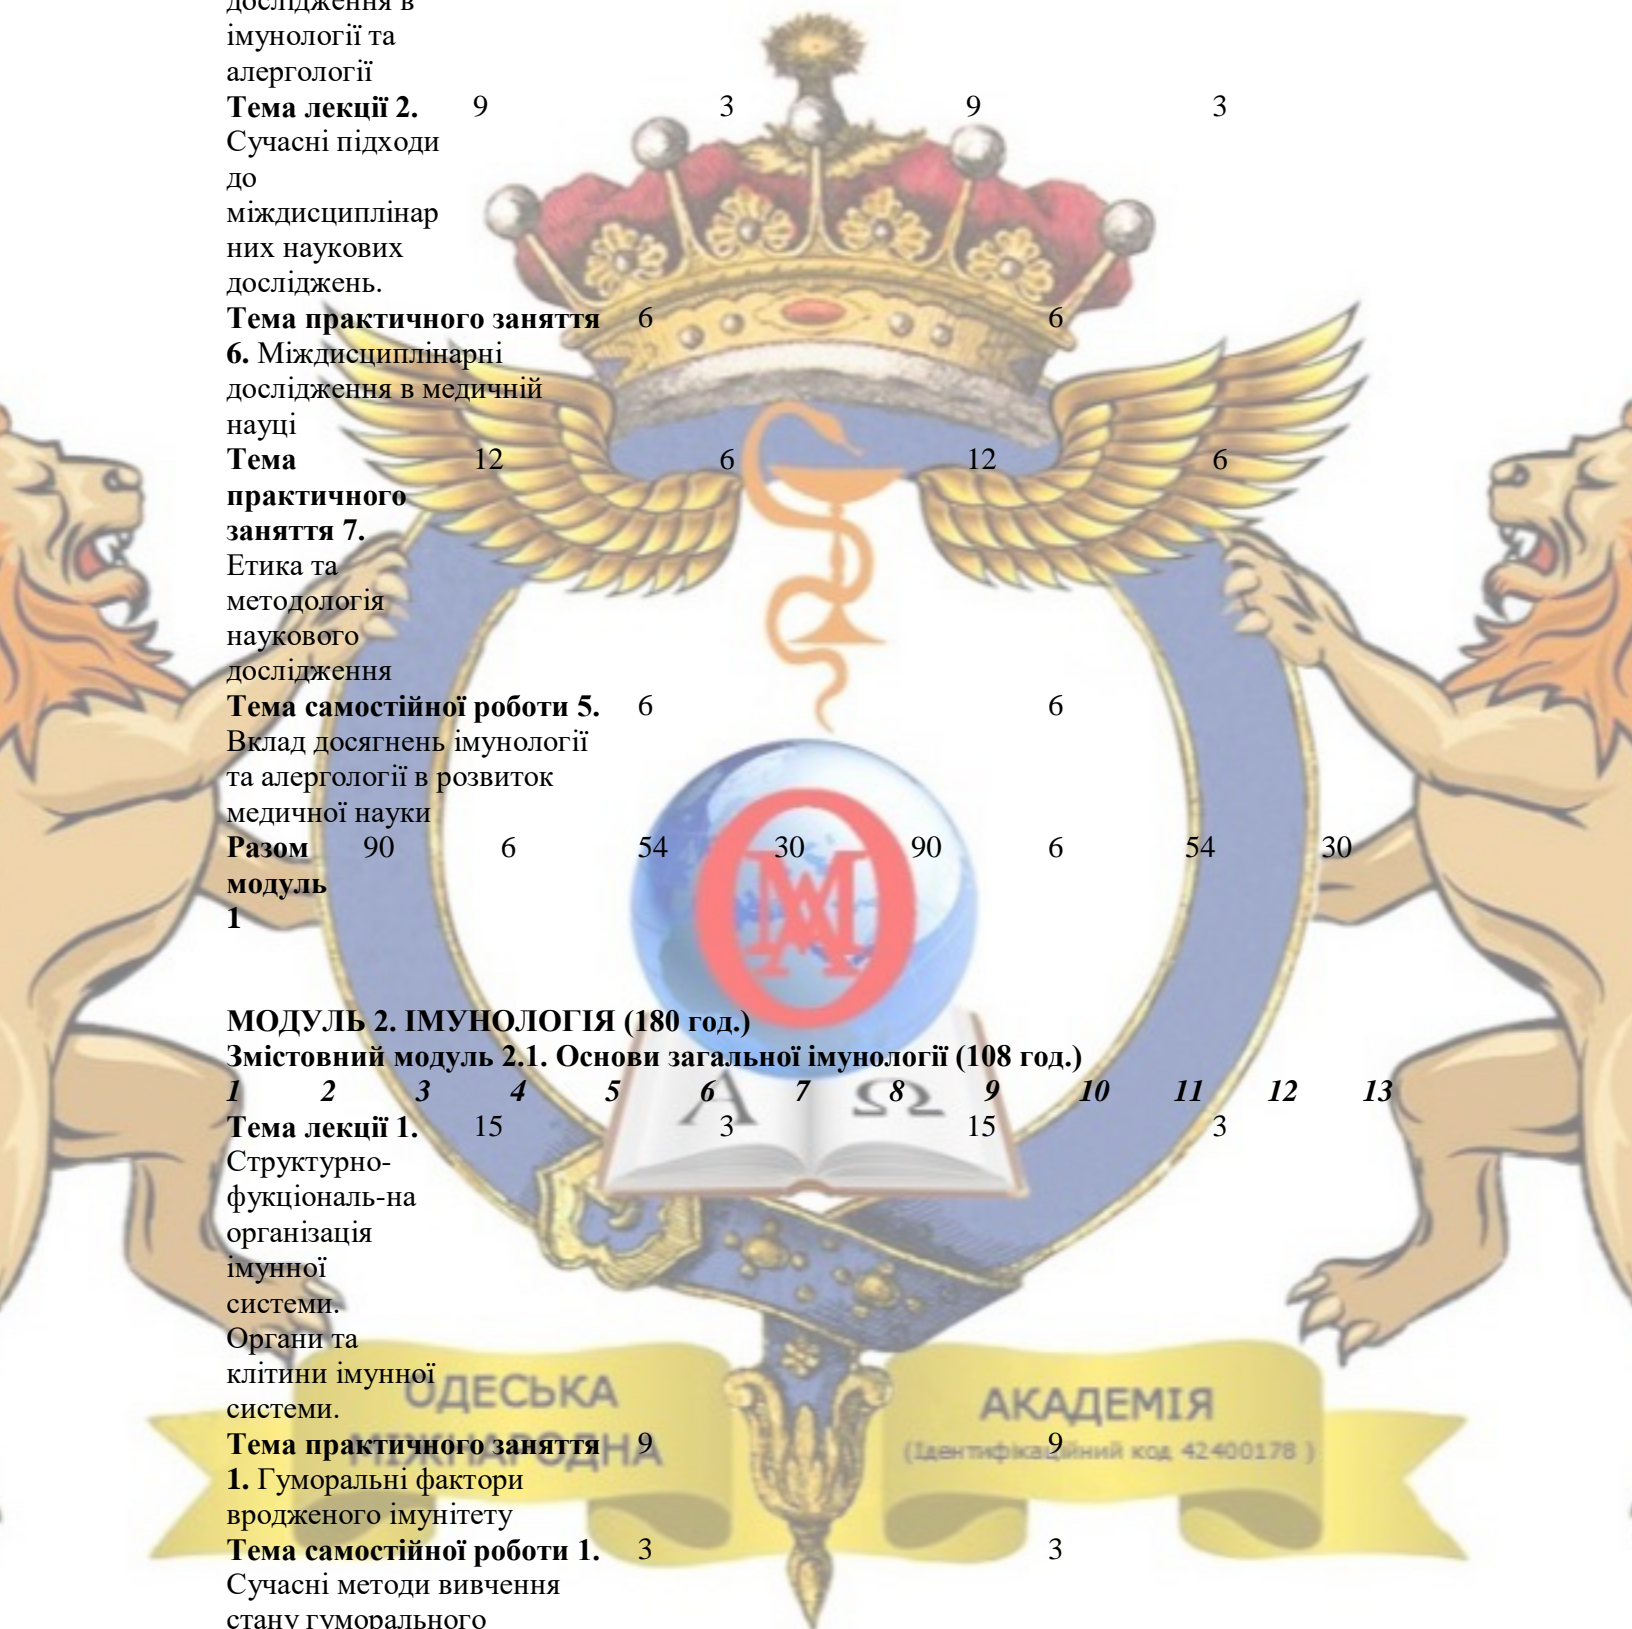 дослідження в
імунології та
алергології
Тема лекції 2. 9 3 9 3
Сучасні підходи
до
міждисциплінар
них наукових
досліджень.
Тема практичного заняття 6 6
6. Міждисциплінарні
дослідження в медичній
науці
Тема 12 6 12 6
практичного
заняття 7.
Етика та
методологія
наукового
дослідження
Тема самостійної роботи 5. 6 6
Вклад досягнень імунології
та алергології в розвиток
медичної науки
Разом 90 6 54 30 90 6 54 30
модуль
1
МОДУЛЬ 2. ІМУНОЛОГІЯ (180 год.)
Змістовний модуль 2.1. Основи загальної імунології (108 год.)
1 2 3 4 5 6 7 8 9 10 11 12 13
Α Ω
Тема лекції 1. 15 3 15 3
Структурно-
фукціональ-на
організація
імунної
системи.
Органи та
клітини імунної
системи.
ОДЕСЬКА
МІЖНАРОДНА
АКАДЕМІЯ
(Ідентифікаційний код 42400178 )
Тема практичного заняття 9 9
1. Гуморальні фактори
вродженого імунітету
Тема самостійної роботи 1. 3 3
Сучасні методи вивчення
стану гуморального